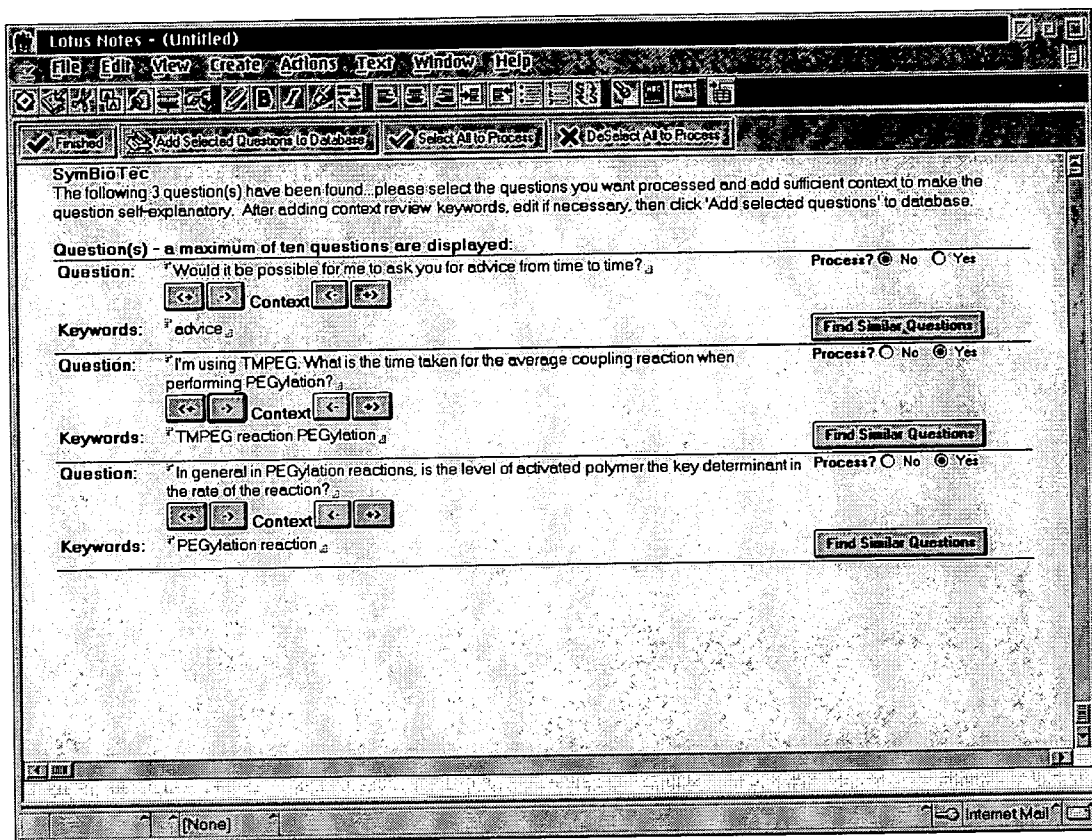 Lotus Notes - (Untitled)
File Edit View Create Actions Text Window Help
Finished Add Selected Questions to Database Select All to Process DeSelect All to Process
SymBioTec
The following 3 question(s) have been found...please select the questions you want processed and add sufficient context to make the
question self-explanatory. After adding context review keywords, edit if necessary, then click 'Add selected questions' to database.
Question(s) - a maximum of ten questions are displayed:
Question: Would it be possible for me to ask you for advice from time to time? Process? No Yes
<+ -> Context <- +>
Keywords: advice Find Similar Questions
Question: I'm using TMPEG. What is the time taken for the average coupling reaction when Process? No Yes
performing PEGylation?
<+ -> Context <- +>
Keywords: TMPEG reaction PEGylation Find Similar Questions
Question: In general in PEGylation reactions, is the level of activated polymer the key determinant in Process? No Yes
the rate of the reaction?
<+ -> Context <- +>
Keywords: PEGylation reaction Find Similar Questions
[None] Internet Mail